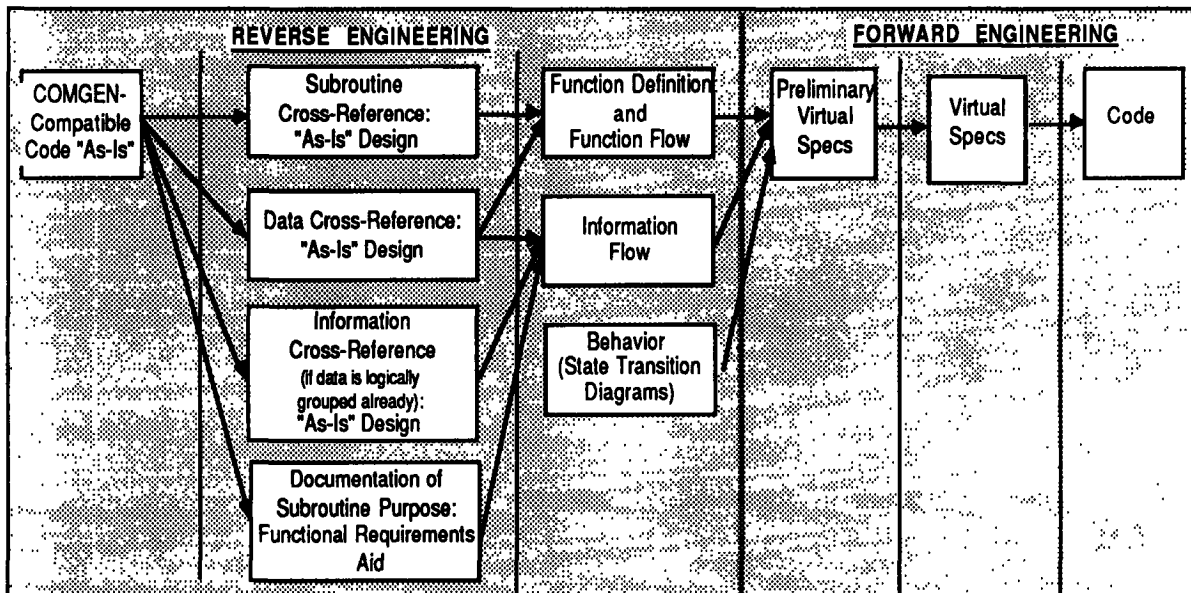 REVERSE ENGINEERING
FORWARD ENGINEERING
COMGEN-
Compatible
Code "As-Is"
Subroutine
Cross-Reference:
"As-Is" Design
Data Cross-Reference:
"As-Is" Design
Information
Cross-Reference
(if data is logically
grouped already):
"As-Is" Design
Documentation of
Subroutine Purpose:
Functional Requirements
Aid
Function Definition
and
Function Flow
Information
Flow
Behavior
(State Transition
Diagrams)
Preliminary
Virtual
Specs
Virtual
Specs
Code